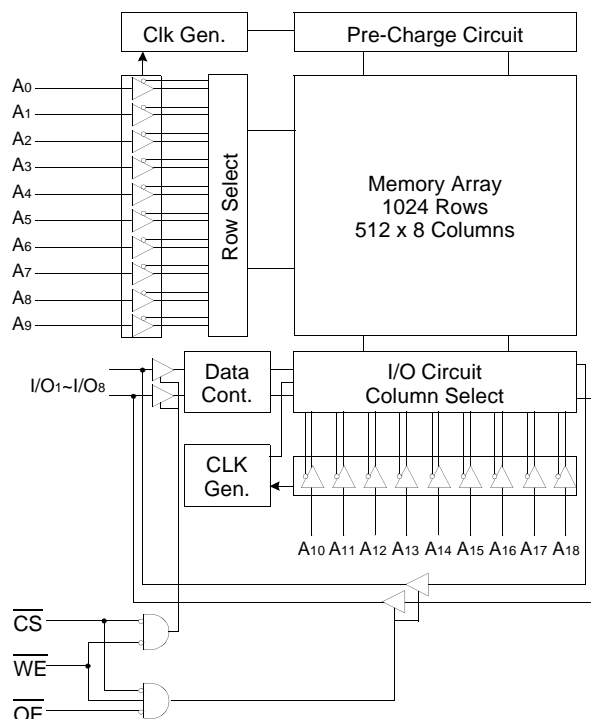 Clk Gen.
Pre-Charge Circuit
A0
A1
A2
A3
A4
A5
A6
A7
A8
A9
Row Select
Memory Array
1024 Rows
512 x 8 Columns
I/O1~I/O8
Data
Cont.
I/O Circuit
Column Select
CLK
Gen.
A10 A11 A12 A13 A14 A15 A16 A17 A18
CS
WE
OE